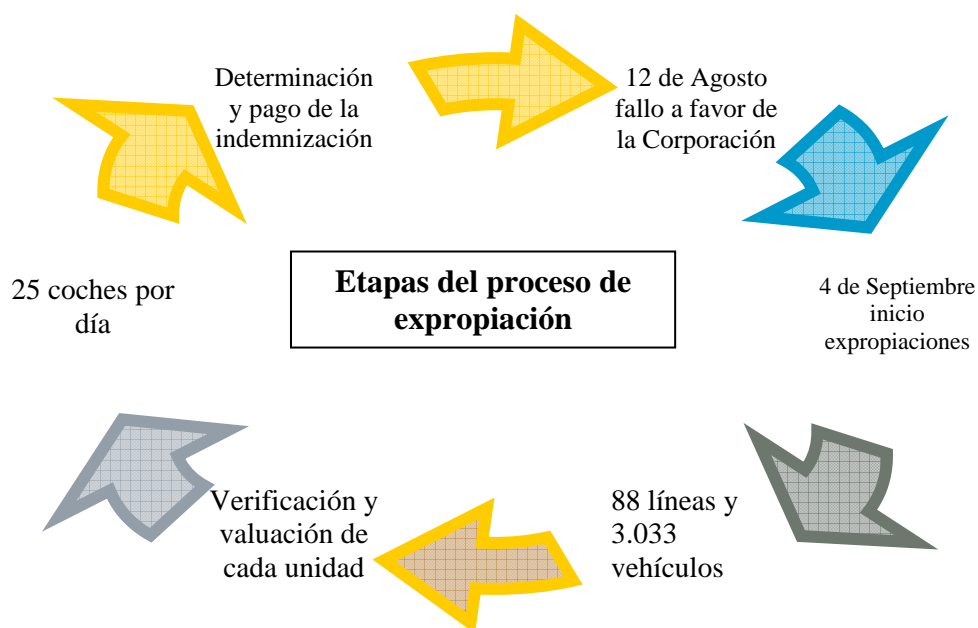 Determinación
y pago de la
indemnización
12 de Agosto
fallo a favor de
la Corporación
4 de Septiembre
inicio
expropiaciones
88 líneas y
3.033
vehículos
Verificación y
valuación de
cada unidad
25 coches por
día
Etapas del proceso de
expropiación